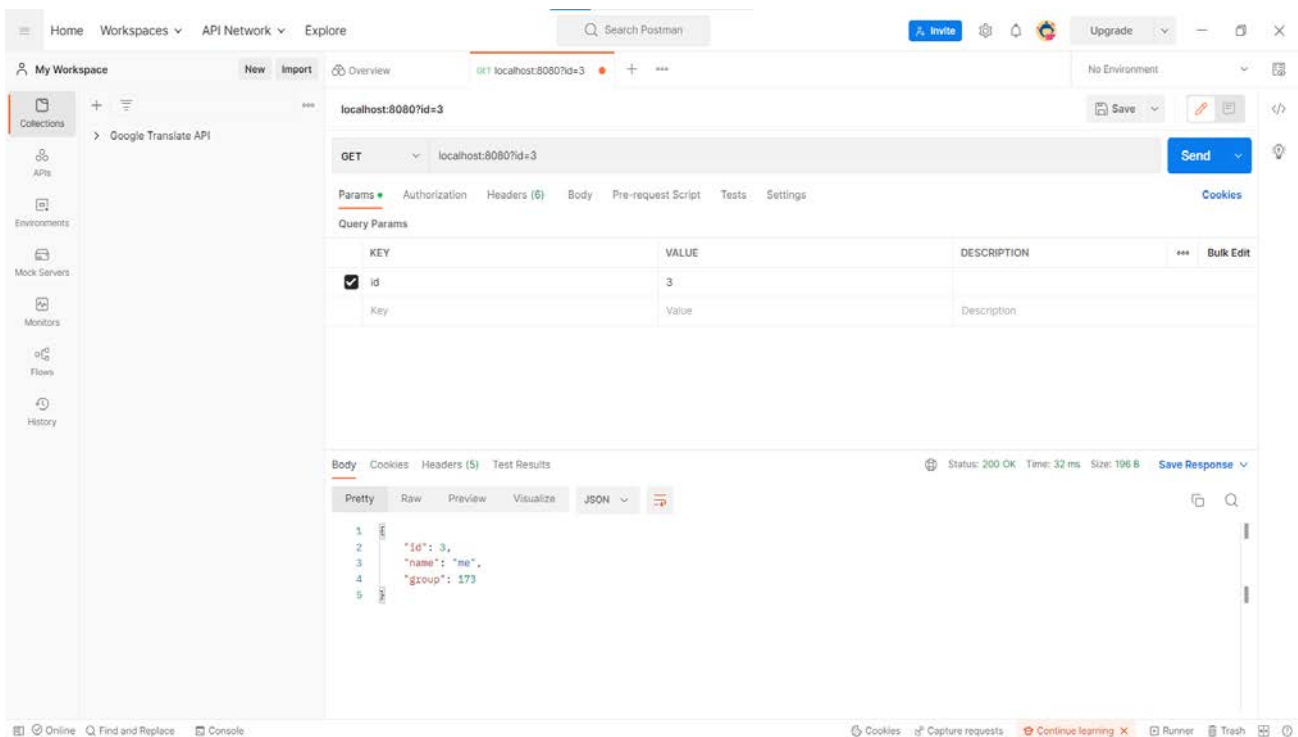 Home Workspaces API Network Explore Search Postman Invite Upgrade
My Workspace New Import Overview GET localhost:8080?id=3 No Environment
Collections
Google Translate API
APIs
Environments
Mock Servers
Monitors
Flows
History
localhost:8080?id=3 Save
GET localhost:8080?id=3 Send
Params Authorization Headers (6) Body Pre-request Script Tests Settings Cookies
Query Params
KEY VALUE DESCRIPTION Bulk Edit
id 3
Key Value Description
Body Cookies Headers (5) Test Results Status: 200 OK Time: 32 ms Size: 196 B Save Response
Pretty Raw Preview Visualize JSON
1 {
2 "id": 3,
3 "name": "me",
4 "group": 173
5 }
Online Find and Replace Console Cookies Capture requests Continue learning Runner Trash